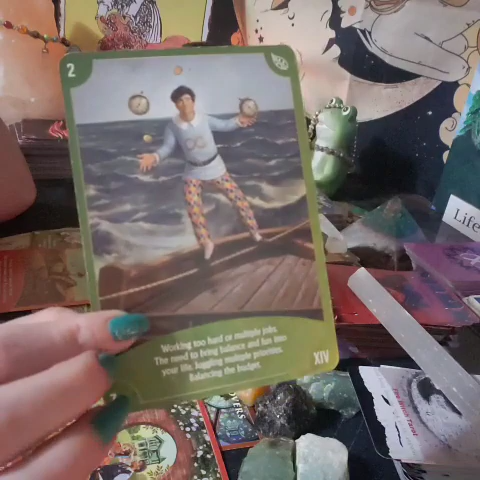 2
Working too hard or multiple jobs.
The need to bring balance and fun into
your life. Juggling multiple priorities.
Balancing the budget.
XIV
Life